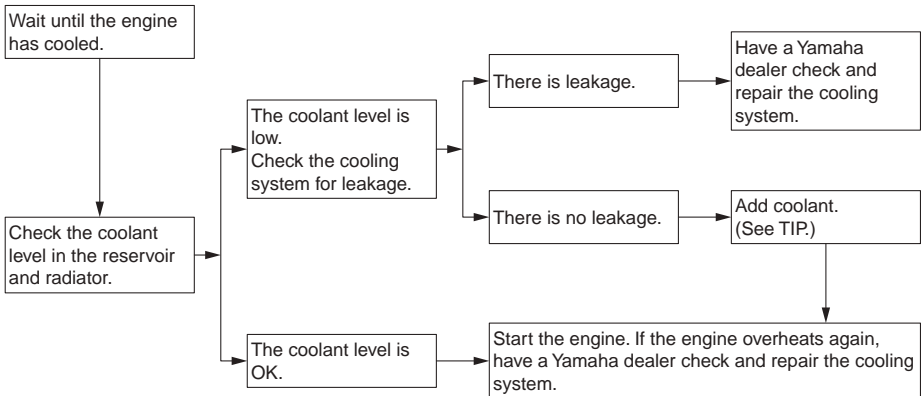 Wait until the engine
has cooled.
Check the coolant
level in the reservoir
and radiator.
The coolant level is
low.
Check the cooling
system for leakage.
There is leakage.
Have a Yamaha
dealer check and
repair the cooling
system.
There is no leakage.
Add coolant.
(See TIP.)
The coolant level is
OK.
Start the engine. If the engine overheats again,
have a Yamaha dealer check and repair the cooling
system.